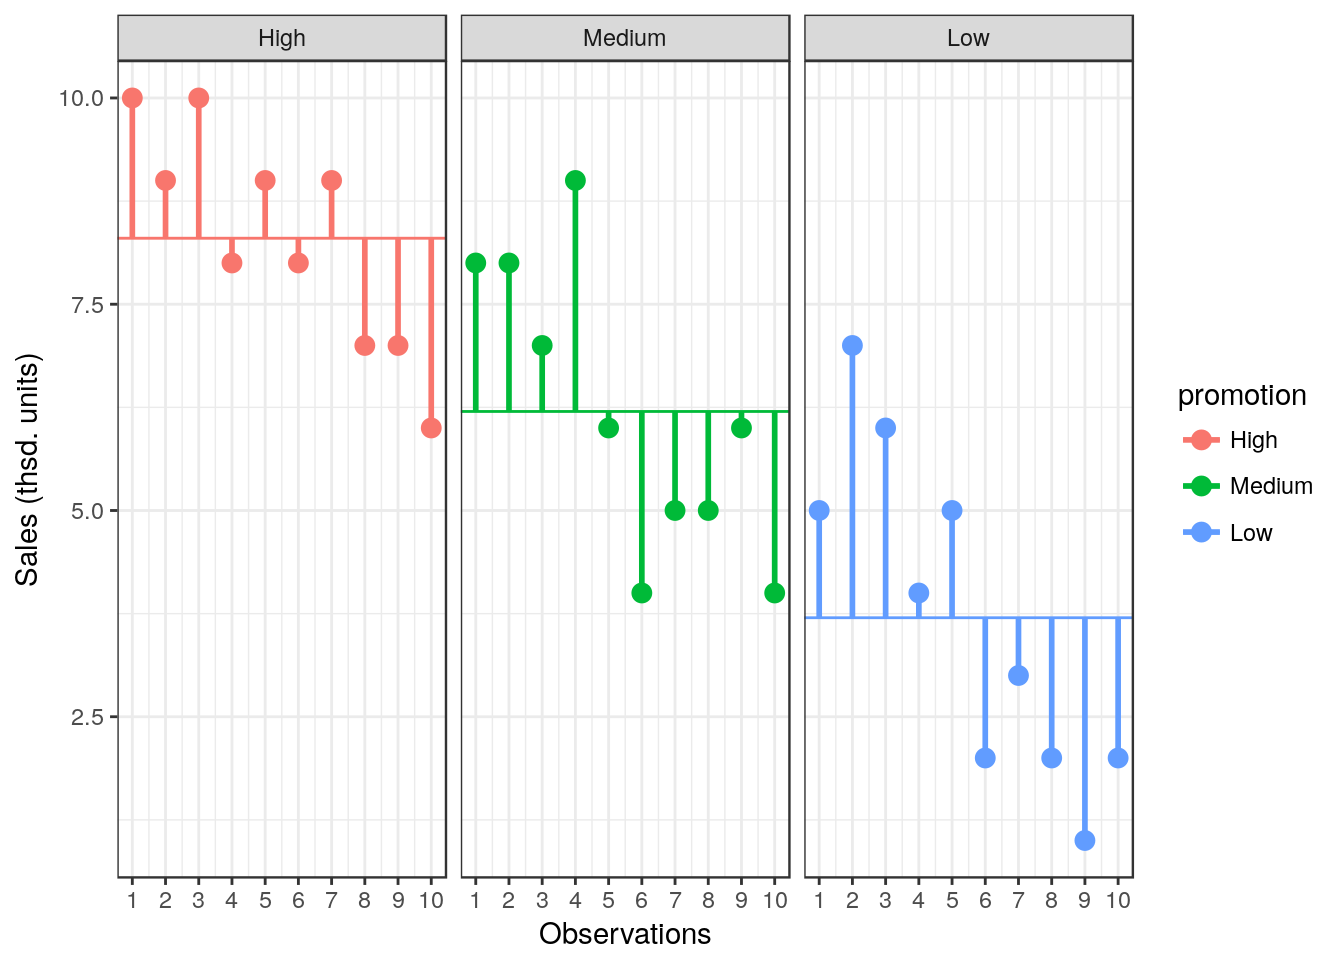 High
Medium
Low
10.0
7.5
5.0
2.5
Sales (thsd. units)
1 2 3 4 5 6 7 8 9 10
1 2 3 4 5 6 7 8 9 10
1 2 3 4 5 6 7 8 9 10
Observations
promotion
High
Medium
Low